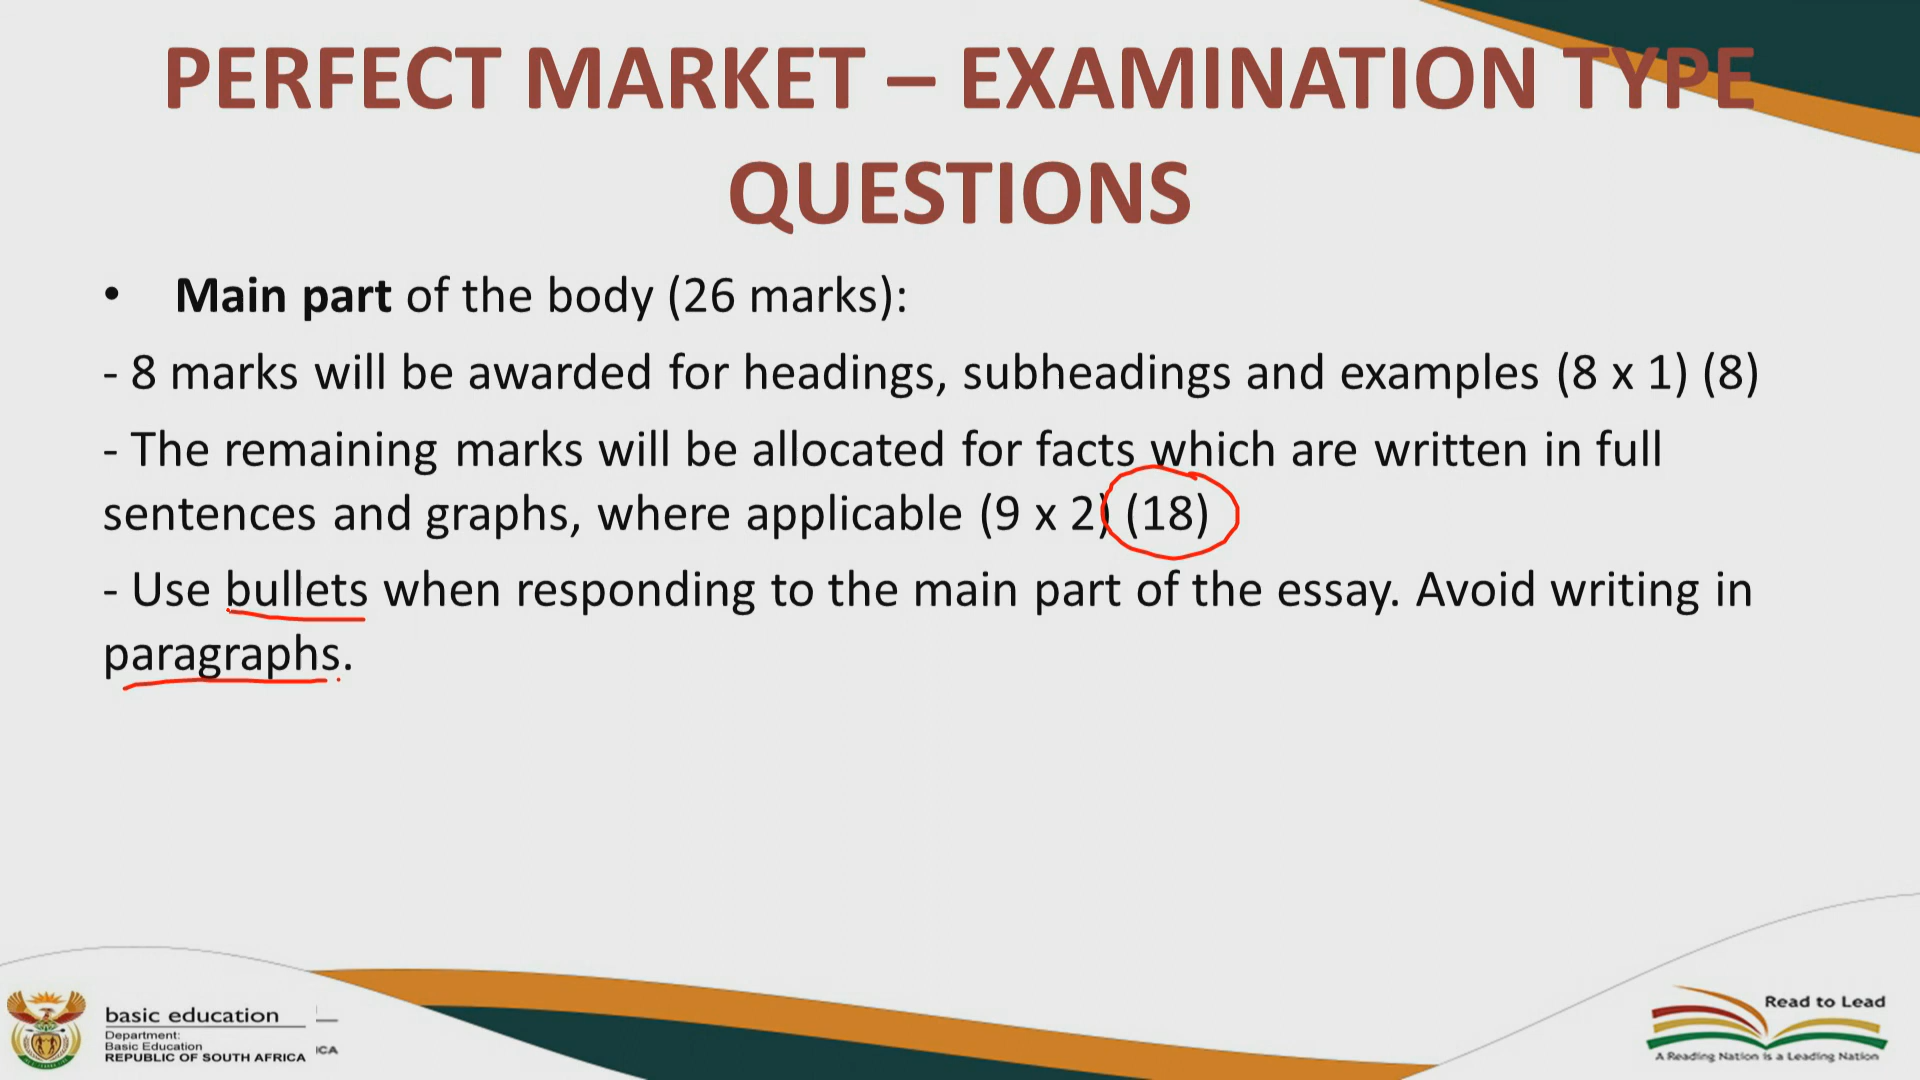 PERFECT MARKET – EXAMINATION TYPE
QUESTIONS
• Main part of the body (26 marks):
- 8 marks will be awarded for headings, subheadings and examples (8 x 1) (8)
- The remaining marks will be allocated for facts which are written in full
sentences and graphs, where applicable (9 x 2) (18)
- Use bullets when responding to the main part of the essay. Avoid writing in
paragraphs.
basic education
Department:
Basic Education
REPUBLIC OF SOUTH AFRICA
ICA
Read to Lead
A Reading Nation is a Leading Nation